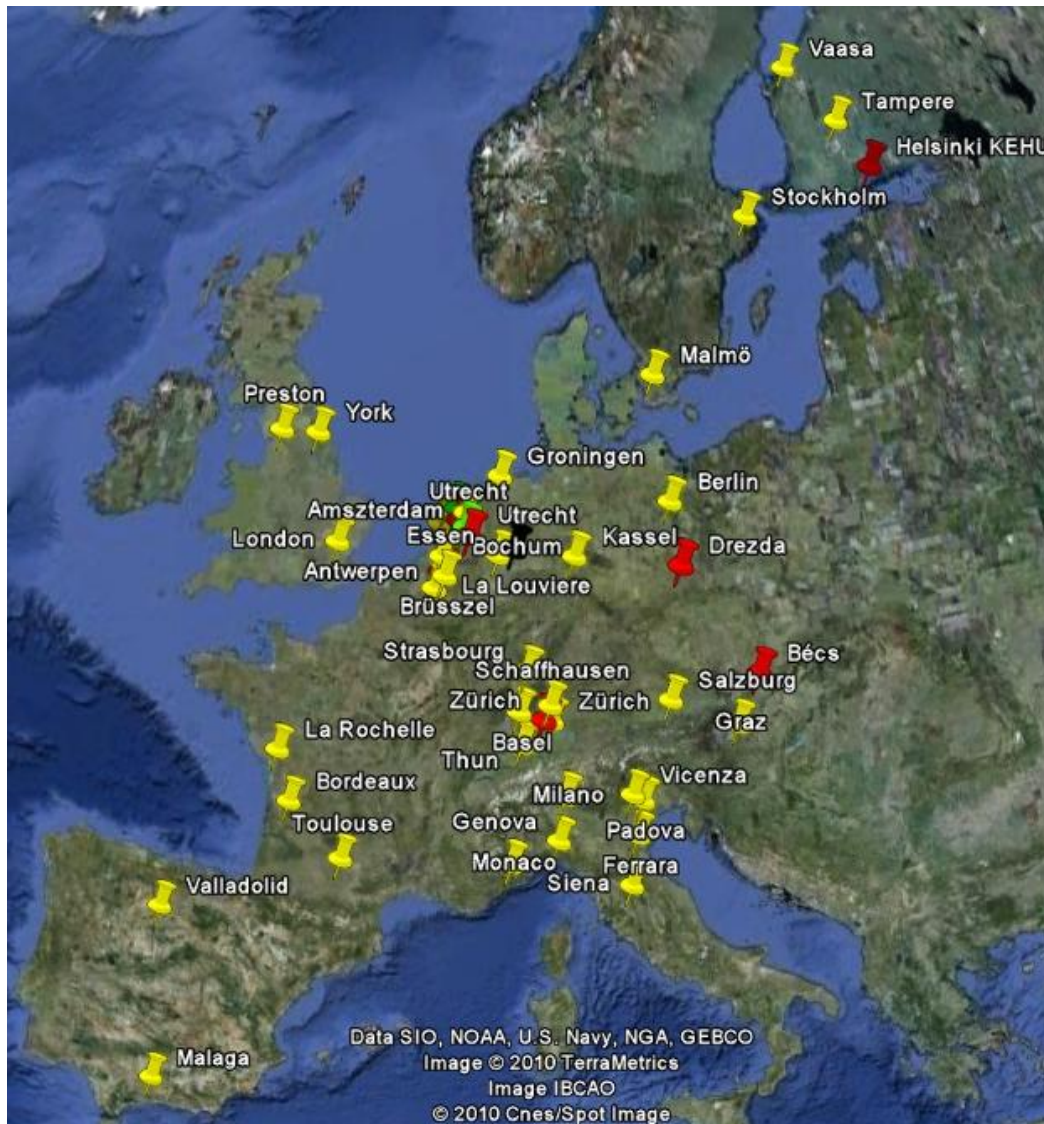 Vaasa
Tampere
Helsinki KEHU
Stockholm
Malmö
Preston
York
Groningen
Berlin
Utrecht
Amszterdam
Utrecht
London
Essen
Bochum
Kassel
Drezda
Antwerpen
La Louviere
Brüsszel
Strasbourg
Schaffhausen
Bécs
Salzburg
Zürich
Zürich
Graz
La Rochelle
Basel
Thun
Bordeaux
Milano
Vicenza
Toulouse
Genova
Padova
Monaco
Ferrara
Siena
Valladolid
Malaga
Data SIO, NOAA, U.S. Navy, NGA, GEBCO
Image © 2010 TerraMetrics
Image IBCAO
© 2010 Cnes/Spot Image